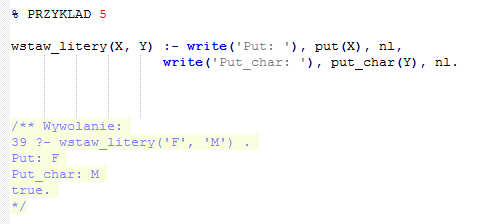 % PRZYKLAD 5
wstaw_litery(X, Y) :- write('Put: '), put(X), nl,
write('Put_char: '), put_char(Y), nl.
/** Wywolanie:
39 ?- wstaw_litery('F', 'M') .
Put: F
Put_char: M
true.
*/